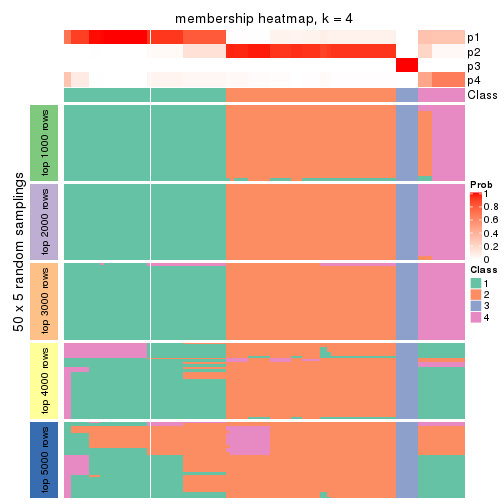 membership heatmap, k = 4
p1
p2
p3
p4
Class
50 x 5 random samplings
top 1000 rows
top 2000 rows
top 3000 rows
top 4000 rows
top 5000 rows
Prob
1
0.8
0.6
0.4
0.2
0
Class
1
2
3
4